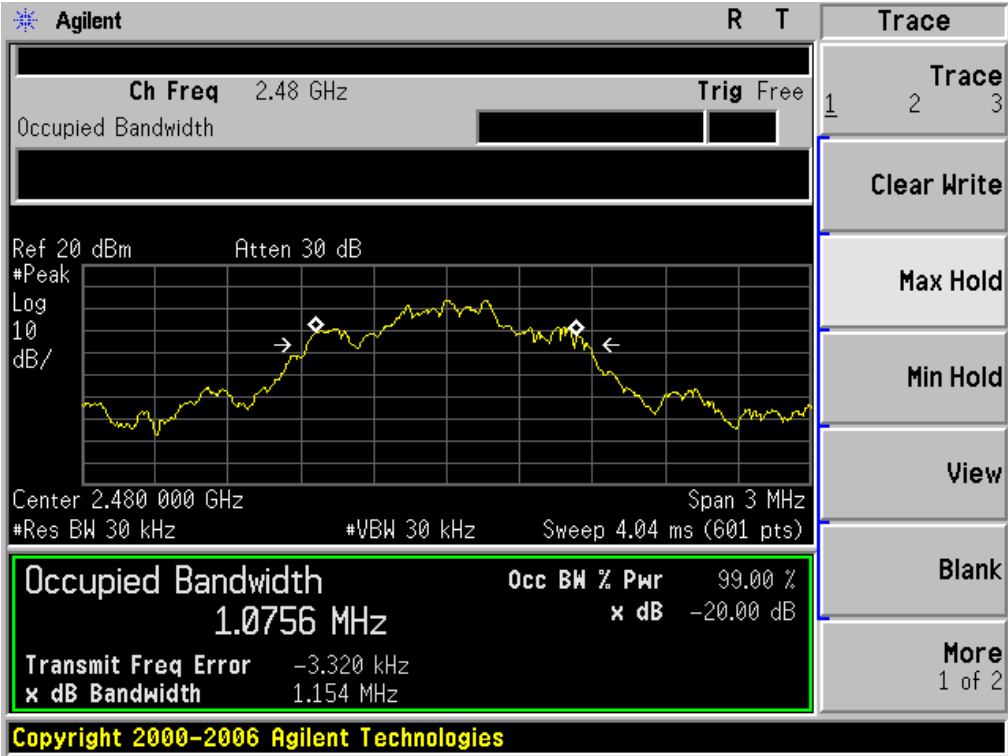 Agilent R T
Trace
Ch Freq 2.48 GHz Trig Free
Occupied Bandwidth
Trace
1 2 3
Clear Write
Max Hold
Min Hold
View
Blank
More
1 of 2
Ref 20 dBm Atten 30 dB
#Peak
Log
10
dB/
Center 2.480 000 GHz Span 3 MHz
#Res BW 30 kHz #VBW 30 kHz Sweep 4.04 ms (601 pts)
Occupied Bandwidth
1.0756 MHz
Occ BW % Pwr 99.00 %
x dB -20.00 dB
Transmit Freq Error -3.320 kHz
x dB Bandwidth 1.154 MHz
Copyright 2000-2006 Agilent Technologies